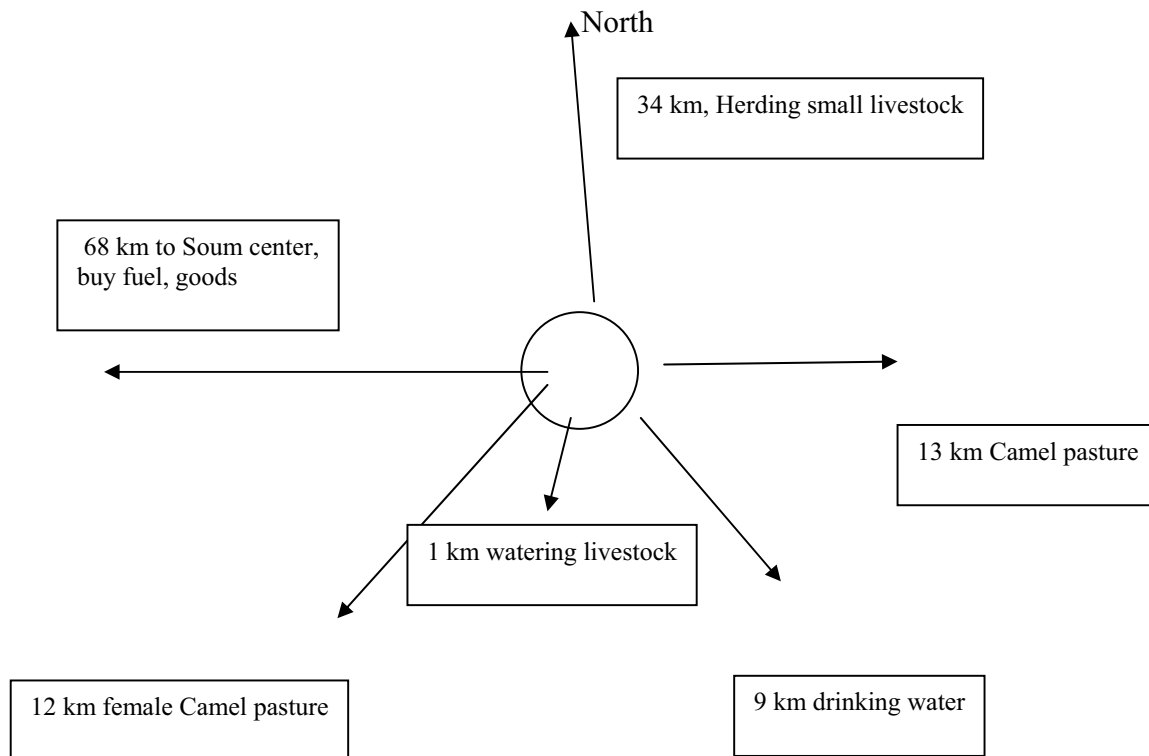 North
34 km, Herding small livestock
68 km to Soum center,
buy fuel, goods
13 km Camel pasture
1 km watering livestock
12 km female Camel pasture
9 km drinking water